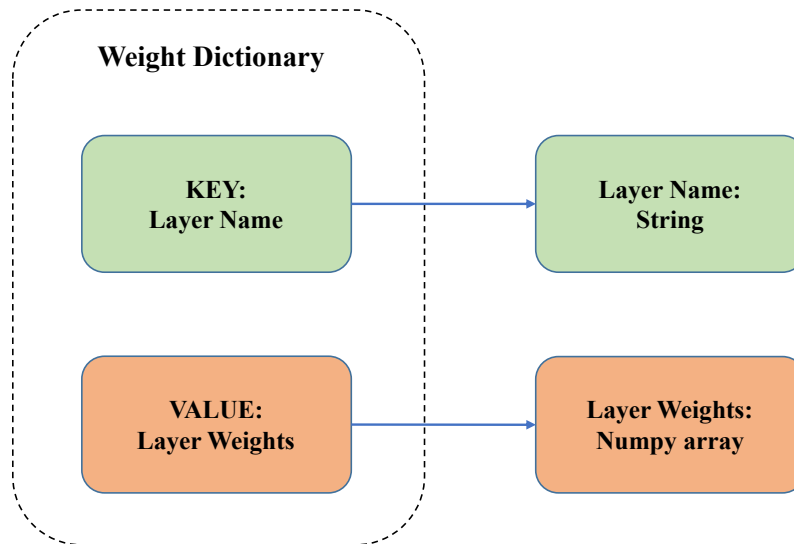 Weight Dictionary
KEY:
Layer Name
Layer Name:
String
VALUE:
Layer Weights
Layer Weights:
Numpy array